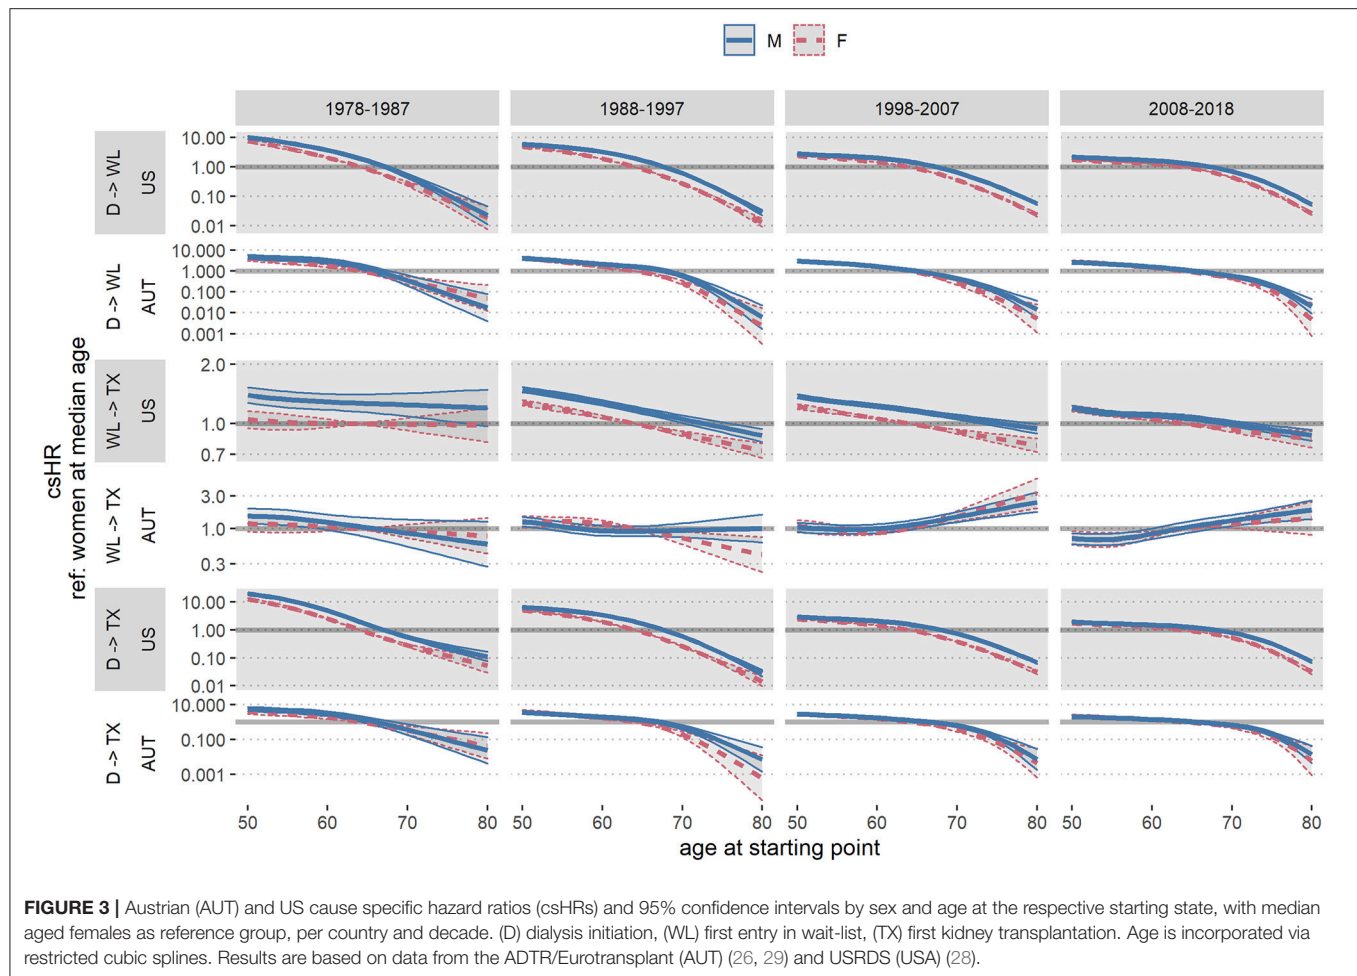 M F
1978-1987 1988-1997 1998-2007 2008-2018
csHR
ref: women at median age
D -> WL
US
10.00
1.00
0.10
0.01
D -> WL
AUT
10.000
1.000
0.100
0.010
0.001
WL -> TX
US
2.0
1.0
0.7
WL -> TX
AUT
3.0
1.0
0.3
D -> TX
US
10.00
1.00
0.10
0.01
D -> TX
AUT
10.000
0.100
0.001
50 60 70 80 50 60 70 80 50 60 70 80 50 60 70 80
age at starting point
FIGURE 3 | Austrian (AUT) and US cause specific hazard ratios (csHRs) and 95% confidence intervals by sex and age at the respective starting state, with median
aged females as reference group, per country and decade. (D) dialysis initiation, (WL) first entry in wait-list, (TX) first kidney transplantation. Age is incorporated via
restricted cubic splines. Results are based on data from the ADTR/Eurotransplant (AUT) (26, 29) and USRDS (USA) (28).